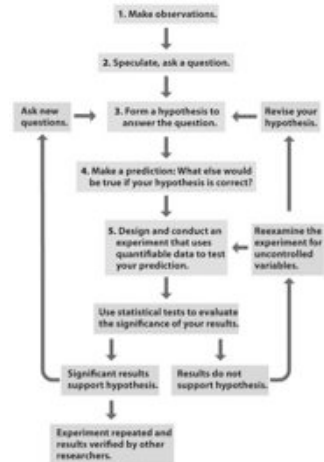 1. Make observations.
2. Speculate, ask a question.
Ask new
questions.
3. Form a hypothesis to
answer the question.
Revise your
hypothesis.
4. Make a prediction: What else would
be true if your hypothesis is correct?
5. Design and conduct an
experiment that uses
quantifiable data to test
your prediction.
Reexamine the
experiment for
uncontrolled
variables.
Use statistical tests to evaluate
the significance of your results.
Significant results
support hypothesis.
Results do not
support hypothesis.
Experiment repeated and
results verified by other
researchers.